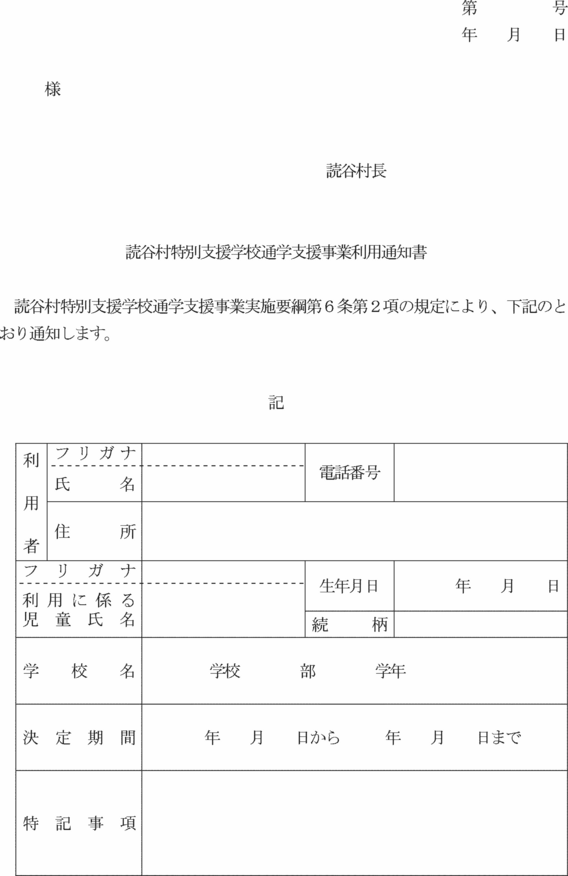 第　　　　　号
年　　月　　日
様
読谷村長
読谷村特別支援学校通学支援事業利用通知書
読谷村特別支援学校通学支援事業実施要綱第６条第２項の規定により、下記のと
おり通知します。
記
利用者
フリガナ
氏　　　名
電話番号
住　　　所
フリガナ
利用に係る
児童氏名
生年月日
年　　月　　日
続　　　柄
学　校　名
学校　　　　部　　　　学年
決定期間
年　　月　　日から　　　年　　月　　日まで
特記事項